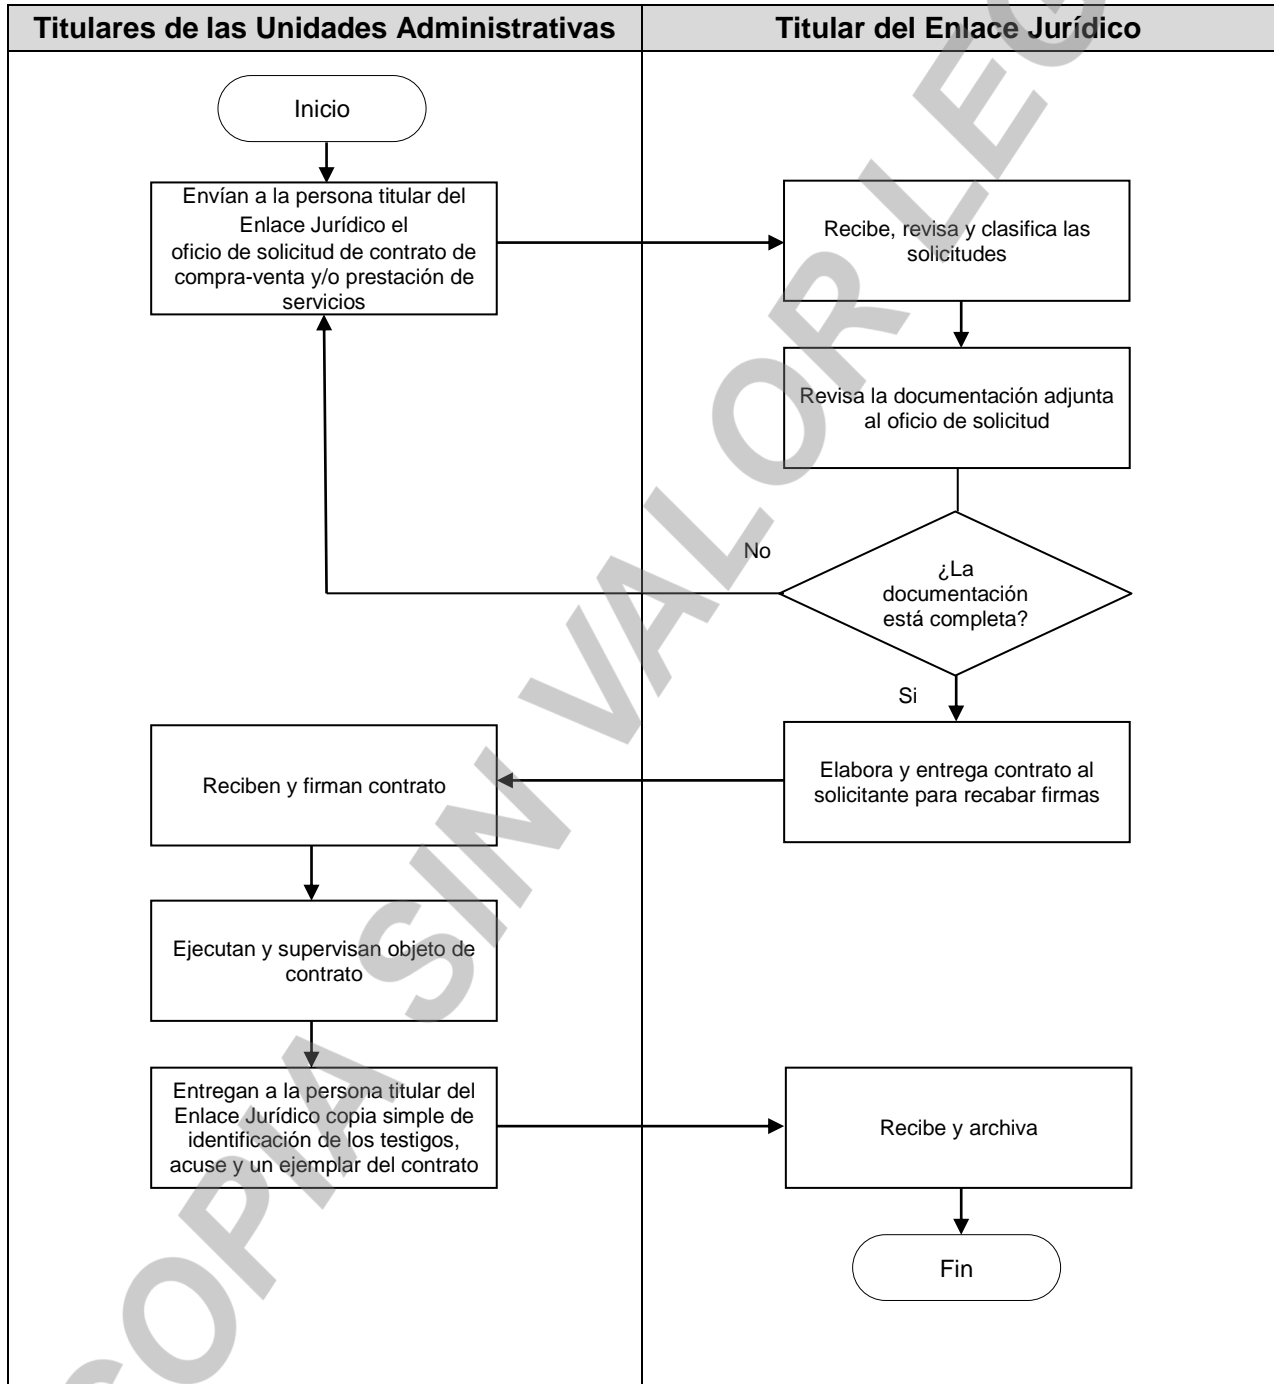 Titulares de las Unidades Administrativas
Titular del Enlace Jurídico
Inicio
Envían a la persona titular del
Enlace Jurídico el
oficio de solicitud de contrato de
compra-venta y/o prestación de
servicios
Recibe, revisa y clasifica las
solicitudes
Revisa la documentación adjunta
al oficio de solicitud
No
¿La
documentación
está completa?
Si
Elabora y entrega contrato al
solicitante para recabar firmas
Reciben y firman contrato
Ejecutan y supervisan objeto de
contrato
Entregan a la persona titular del
Enlace Jurídico copia simple de
identificación de los testigos,
acuse y un ejemplar del contrato
Recibe y archiva
Fin
COPIA SIN VALOR LEG